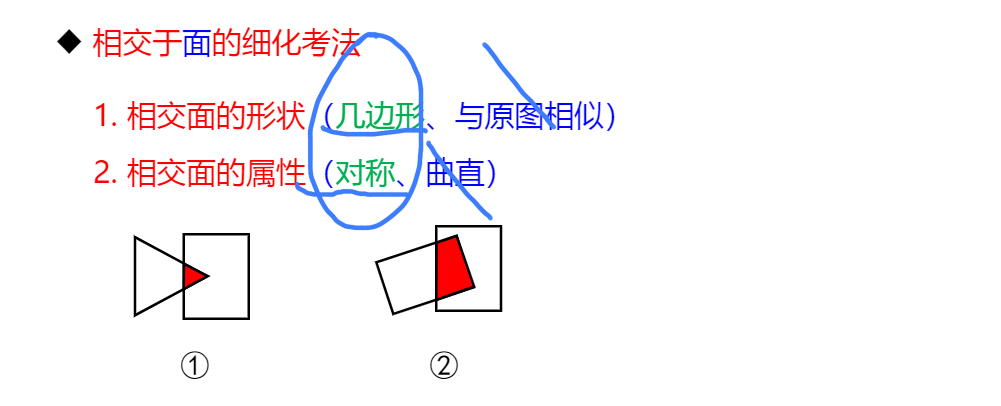 ◆ 相交于面的细化考法
1. 相交面的形状（几边形、与原图相似）
2. 相交面的属性（对称、曲直）
① ②